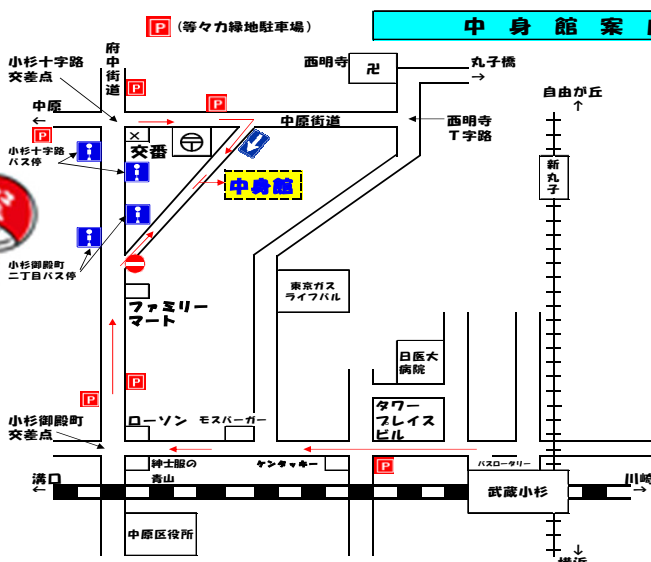 中身館案
P (等々力緑地駐車場)
小杉十字路
交差点
府中街道
P
P
西明寺
卍
丸子橋
→
自由が丘
↑
中原
←
P
中原街道
西明寺
T字路
小杉十字路
バス停
×
交番
〒
中身館
新丸子
小杉御殿町
二丁目バス停
東京ガス
ライフバル
ファミリー
マート
日医大
病院
P
P
小杉御殿町
交差点
ローソン
モスバーガー
タワー
プレイス
ビル
紳士服の
青山
ケンタッキー
P
バスロータリー
溝口
←
武蔵小杉
川崎
→
中原区役所
↓
横浜